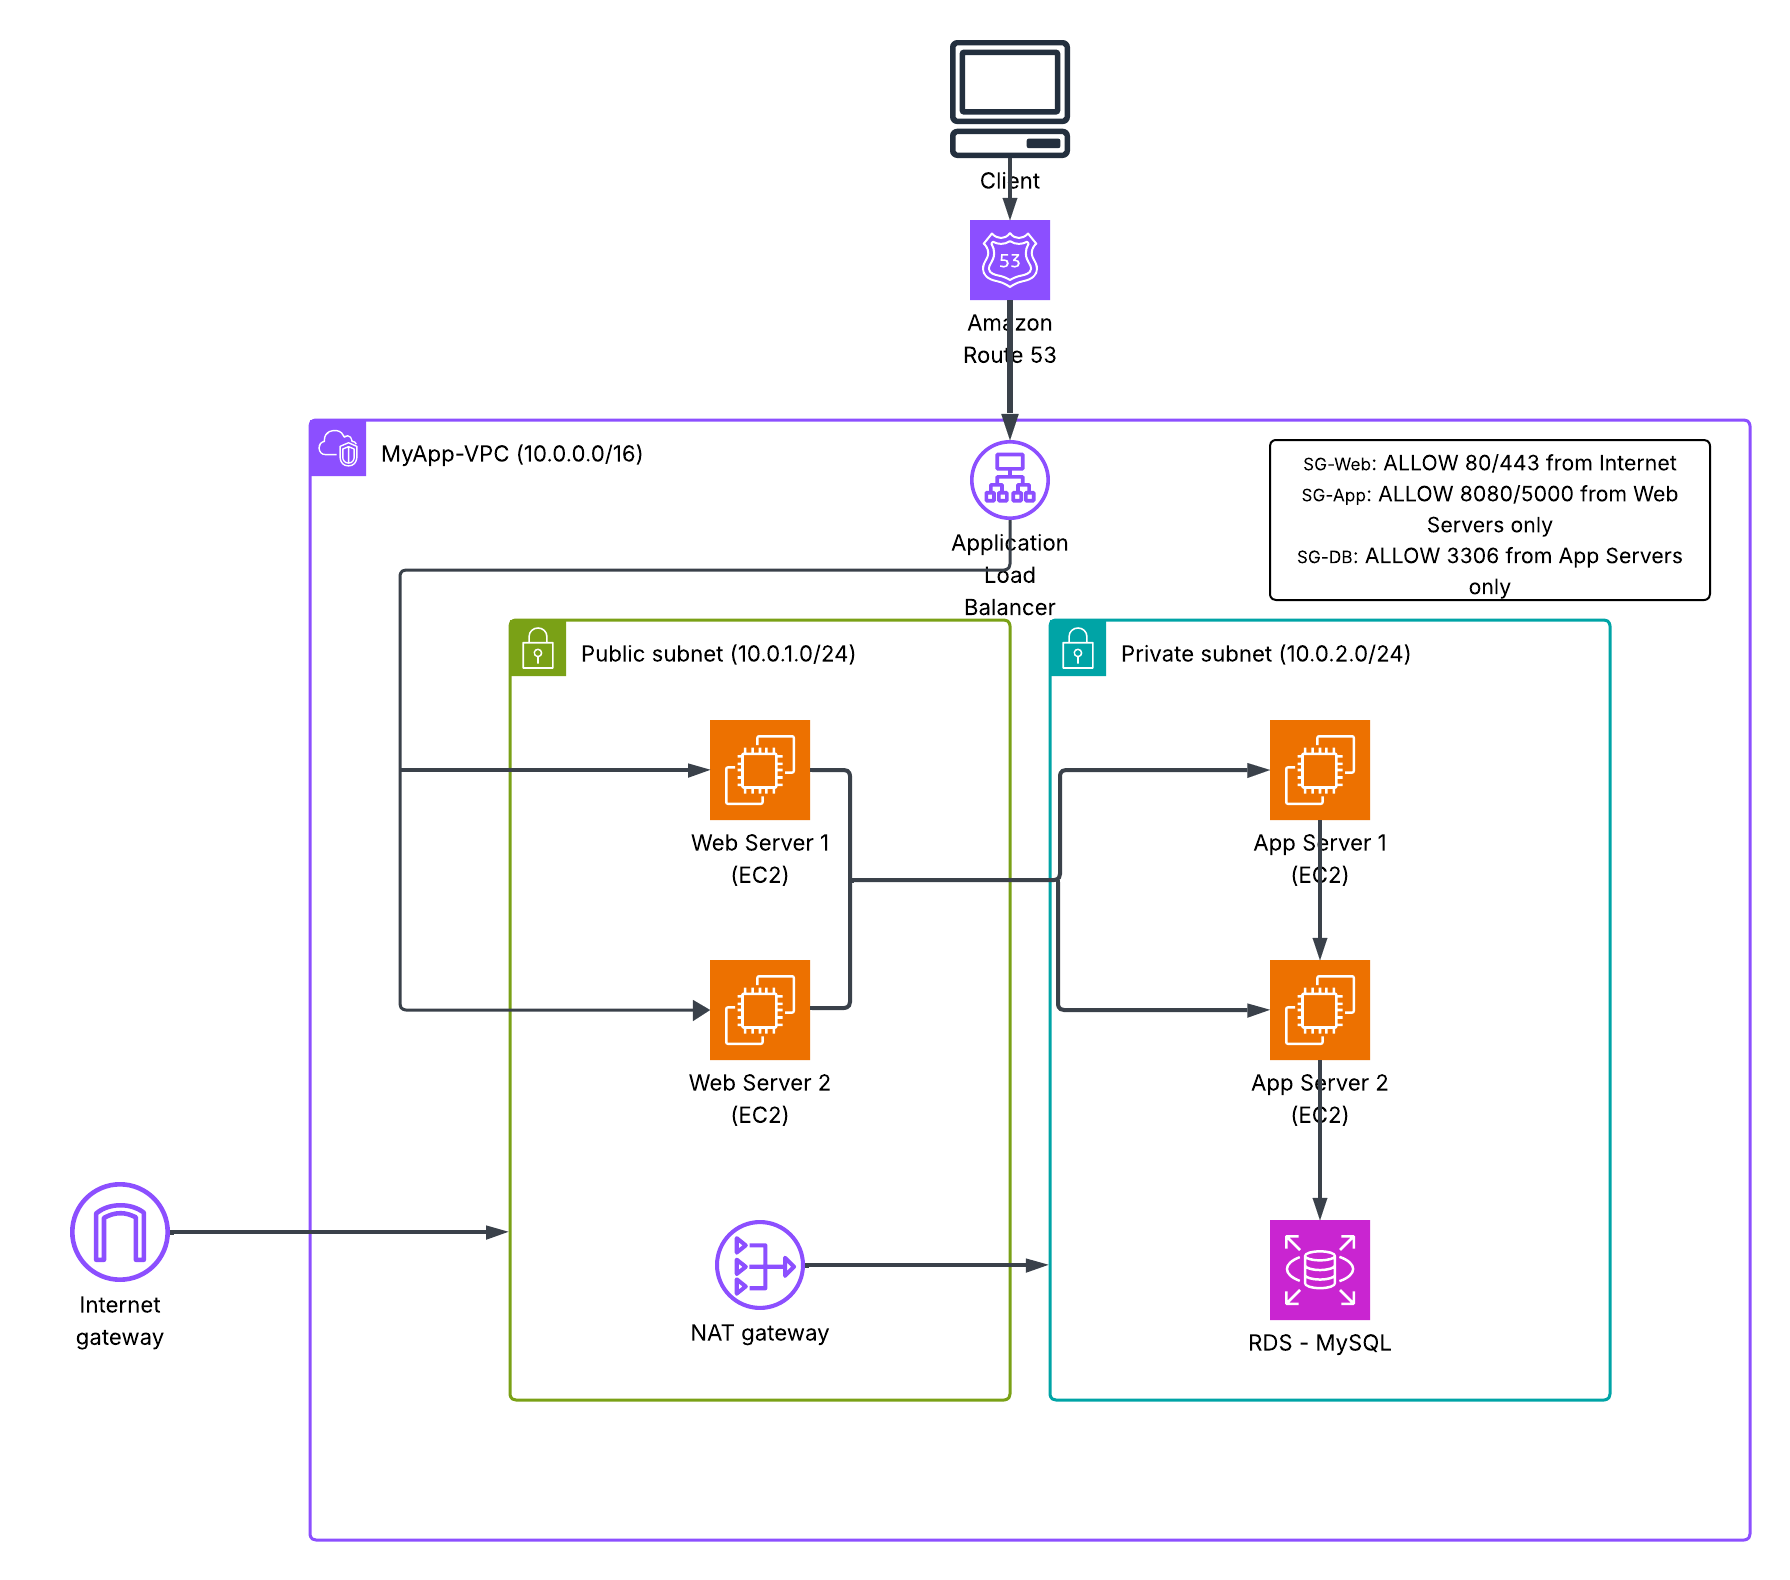 Client
53
Amazon
Route 53
MyApp-VPC (10.0.0.0/16)
SG-Web: ALLOW 80/443 from Internet
SG-App: ALLOW 8080/5000 from Web
Servers only
SG-DB: ALLOW 3306 from App Servers
only
Application
Load
Balancer
Public subnet (10.0.1.0/24)
Private subnet (10.0.2.0/24)
Web Server 1
(EC2)
App Server 1
(EC2)
Web Server 2
(EC2)
App Server 2
(EC2)
Internet
gateway
NAT gateway
RDS - MySQL